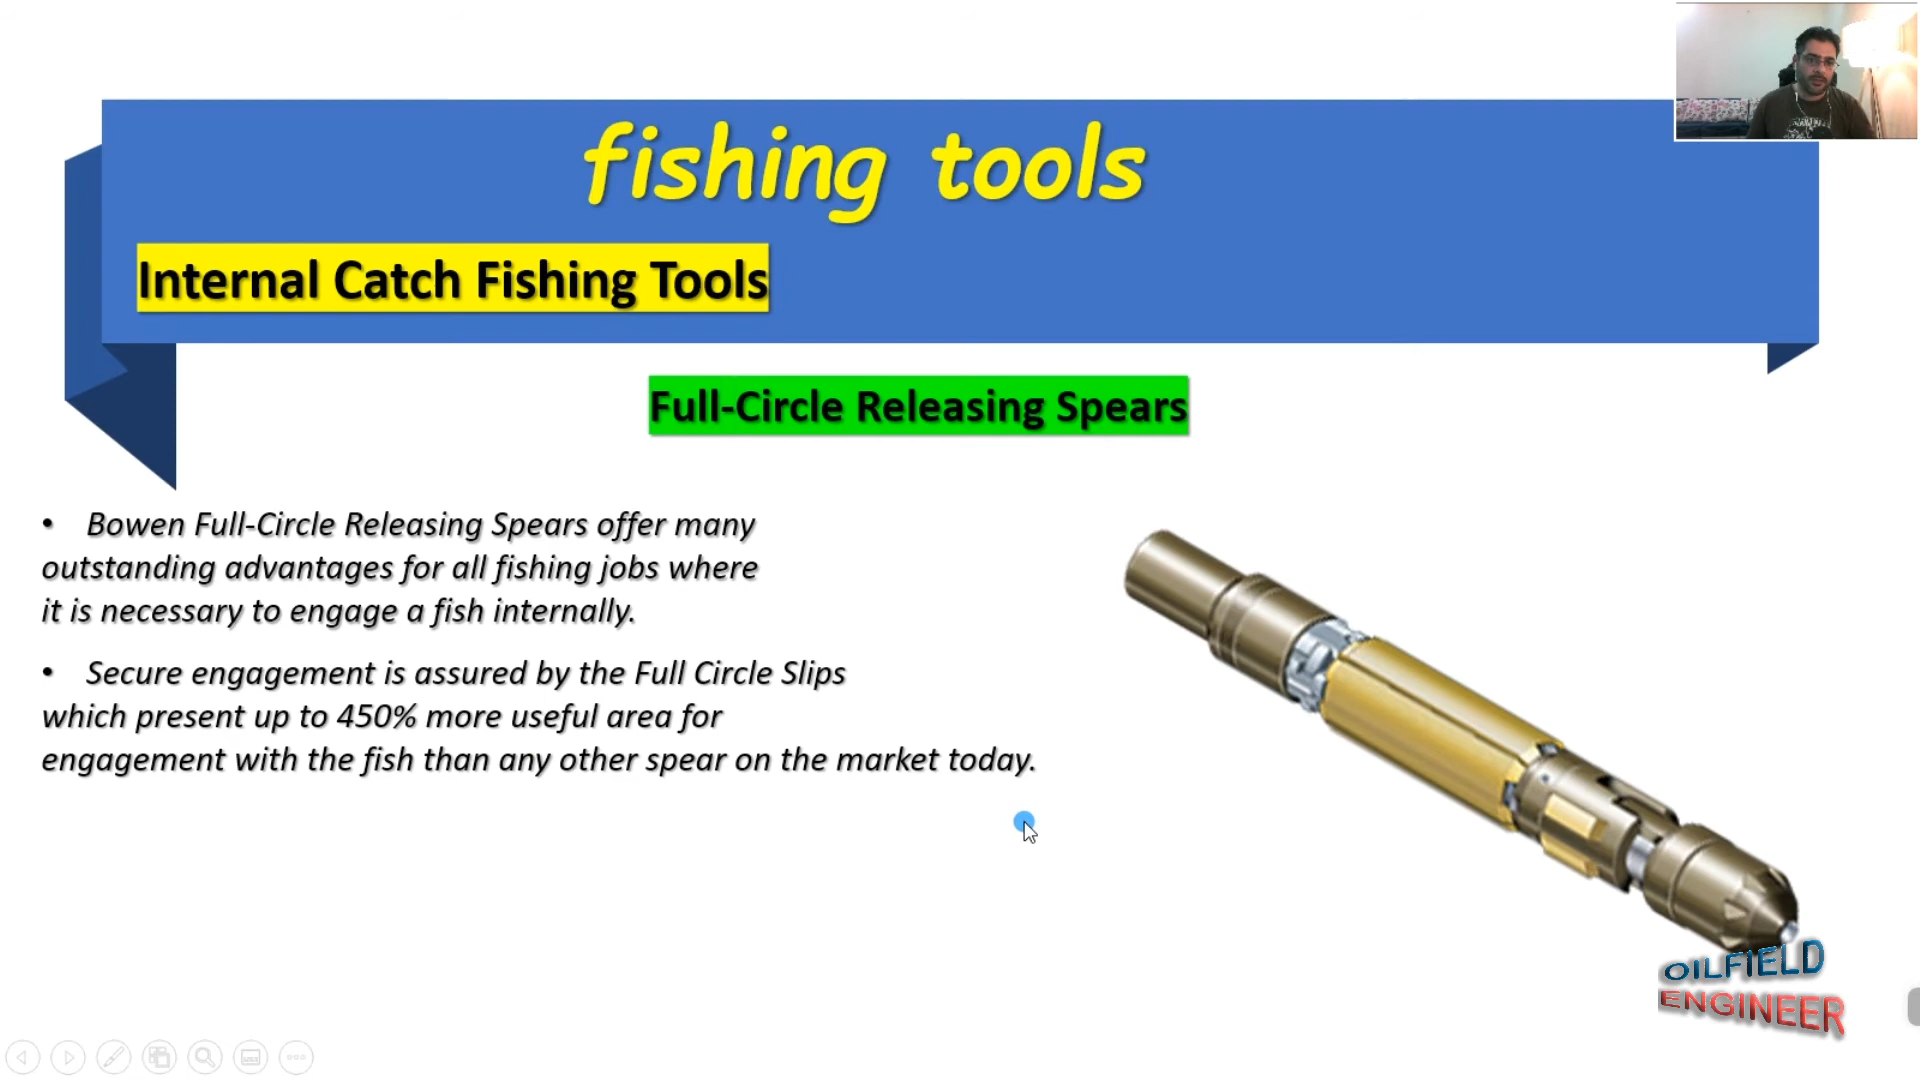 fishing tools
Internal Catch Fishing Tools
Full-Circle Releasing Spears
• Bowen Full-Circle Releasing Spears offer many
outstanding advantages for all fishing jobs where
it is necessary to engage a fish internally.
• Secure engagement is assured by the Full Circle Slips
which present up to 450% more useful area for
engagement with the fish than any other spear on the market today.
OILFIELD
ENGINEER